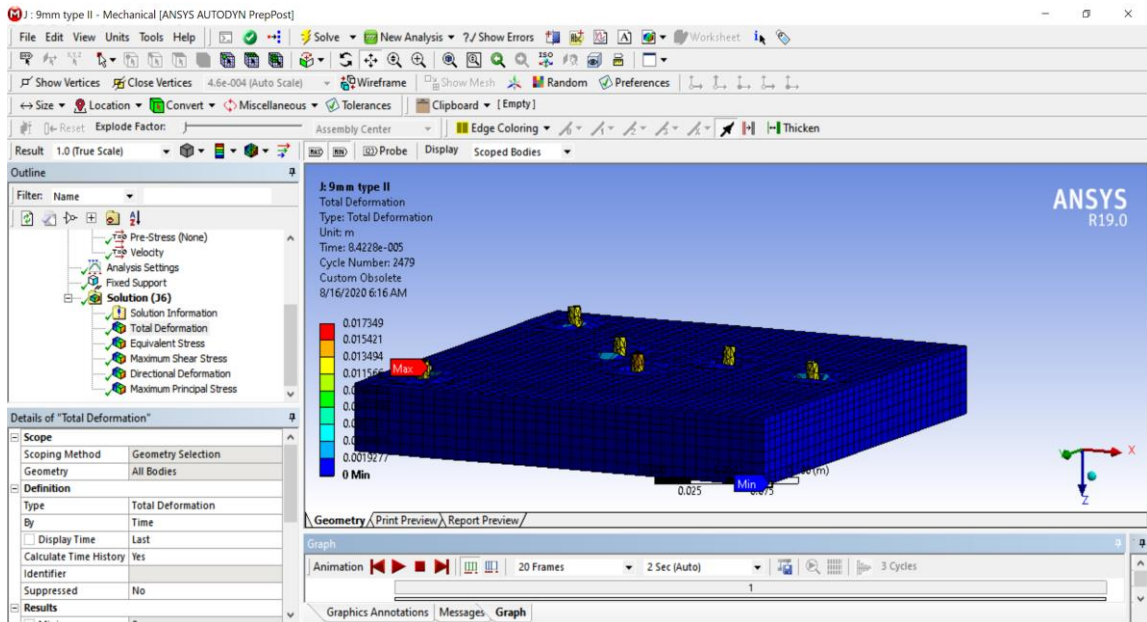 J : 9mm type II - Mechanical [ANSYS AUTODYN PrepPost]
File Edit View Units Tools Help Solve New Analysis ?/ Show Errors Worksheet
Show Vertices Close Vertices 4.6e-004 (Auto Scale) Wireframe Show Mesh Random Preferences
Size Location Convert Miscellaneous Tolerances Clipboard [Empty]
Reset Explode Factor: Assembly Center Edge Coloring Thicken
Result 1.0 (True Scale) Probe Display Scoped Bodies
Outline
Filter: Name
Pre-Stress (None)
Velocity
Analysis Settings
Fixed Support
Solution (J6)
Solution Information
Total Deformation
Equivalent Stress
Maximum Shear Stress
Directional Deformation
Maximum Principal Stress
Details of "Total Deformation"
Scope
Scoping Method Geometry Selection
Geometry All Bodies
Definition
Type Total Deformation
By Time
Display Time Last
Calculate Time History Yes
Identifier
Suppressed No
Results
J: 9mm type II
Total Deformation
Type: Total Deformation
Unit: m
Time: 8.4228e-005
Cycle Number: 2479
Custom Obsolete
8/16/2020 6:16 AM
ANSYS
R19.0
0.017349
0.015421
0.013494
0.011566
Max
0.0019277
0 Min
Min
0.025
0.075
(m)
X
Z
Geometry Print Preview Report Preview
Graph
Animation 20 Frames 2 Sec (Auto) 3 Cycles
1
Graphics Annotations Messages Graph